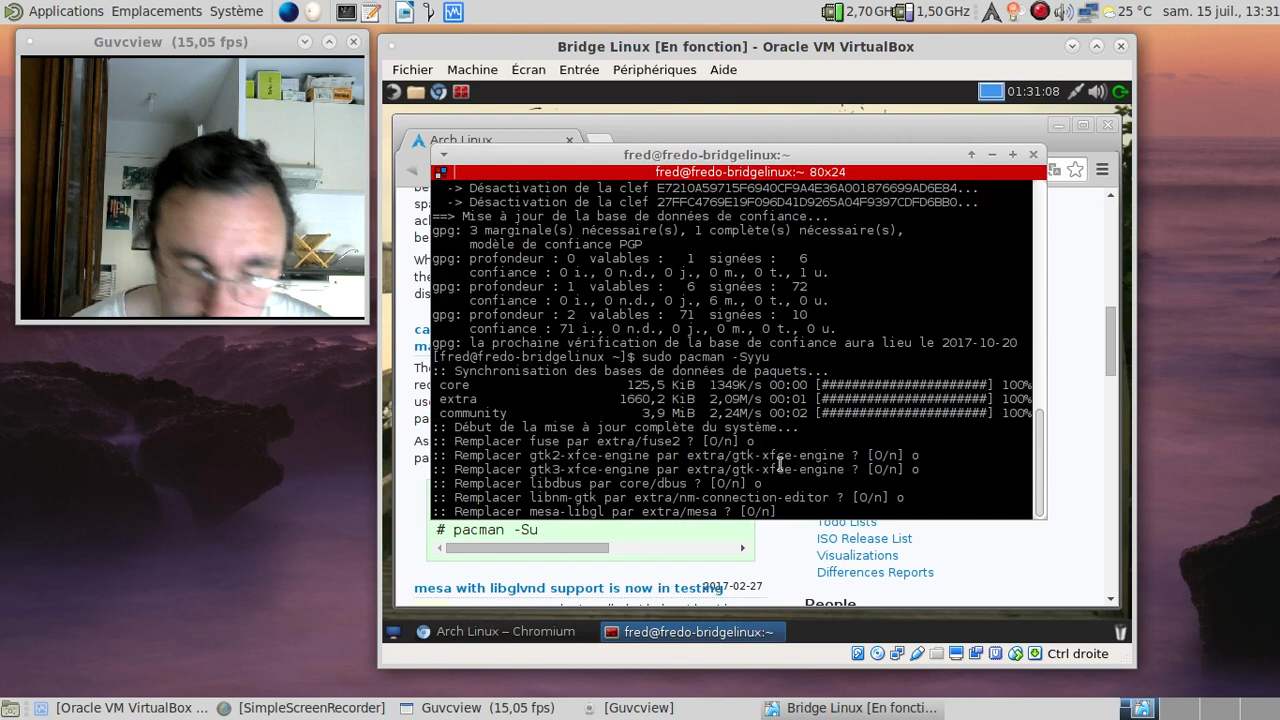 Applications Emplacements Système
2,70 GH
1,50 GHz
25 °C
sam. 15 juil., 13:31
Guvcview (15,05 fps)
Bridge Linux [En fonction] - Oracle VM VirtualBox
Fichier Machine Écran Entrée Périphériques Aide
01:31:08
Arch Linux
fred@fredo-bridgelinux:~
fred@fredo-bridgelinux:~ 80x24
-> Désactivation de la clef E7210A59715F6940CF9A4E36A001876699AD6E84...
-> Désactivation de la clef 27FFC4769E19F096D41D9265A04F9397CDFD6BB0...
==> Mise à jour de la base de données de confiance...
gpg: 3 marginale(s) nécessaire(s), 1 complète(s) nécessaire(s),
modèle de confiance PGP
gpg: profondeur : 0 valables : 1 signées : 6
confiance : 0 i., 0 n.d., 0 j., 0 m., 0 t., 1 u.
gpg: profondeur : 1 valables : 6 signées : 72
confiance : 0 i., 0 n.d., 0 j., 6 m., 0 t., 0 u.
gpg: profondeur : 2 valables : 71 signées : 10
confiance : 71 i., 0 n.d., 0 j., 0 m., 0 t., 0 u.
gpg: la prochaine vérification de la base de confiance aura lieu le 2017-10-20
[fred@fredo-bridgelinux ~]$ sudo pacman -Syyu
:: Synchronisation des bases de données de paquets...
core 125,5 KiB 1349K/s 00:00 [######################] 100%
extra 1660,2 KiB 2,09M/s 00:01 [######################] 100%
community 3,9 MiB 2,24M/s 00:02 [######################] 100%
:: Début de la mise à jour complète du système...
:: Remplacer fuse par extra/fuse2 ? [O/n] o
:: Remplacer gtk2-xfce-engine par extra/gtk-xfce-engine ? [O/n] o
:: Remplacer gtk3-xfce-engine par extra/gtk-xfce-engine ? [O/n] o
:: Remplacer libdbus par core/dbus ? [O/n] o
:: Remplacer libnm-gtk par extra/nm-connection-editor ? [O/n] o
:: Remplacer mesa-libgl par extra/mesa ? [O/n]
# pacman -Su
Todo Lists
ISO Release List
Visualizations
Differences Reports
mesa with libglvnd support is now in testing
2017-02-27
People
Arch Linux – Chromium
fred@fredo-bridgelinux:~
Ctrl droite
[Oracle VM VirtualBox ...
[SimpleScreenRecorder]
Guvcview (15,05 fps)
[Guvcview]
Bridge Linux [En foncti...